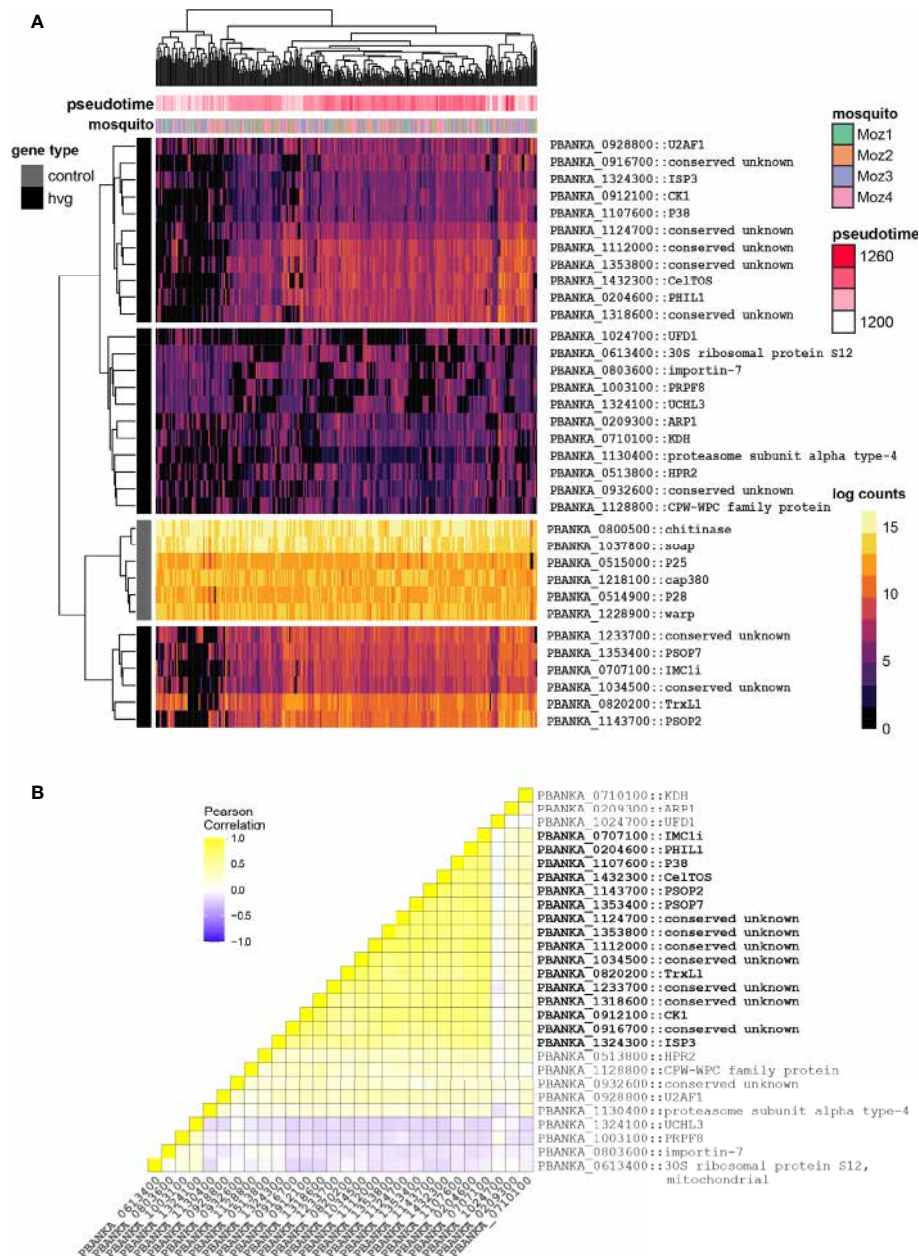 A
pseudotime
mosquito
gene type
control
hvg
PBANKA_0928800::U2AF1
PBANKA_0916700::conserved unknown
PBANKA_1324300::ISP3
PBANKA_0912100::CK1
PBANKA_1107600::P38
PBANKA_1124700::conserved unknown
PBANKA_1112000::conserved unknown
PBANKA_1353800::conserved unknown
PBANKA_1432300::CelTOS
PBANKA_0204600::PHIL1
PBANKA_1318600::conserved unknown
PBANKA_1024700::UFD1
PBANKA_0613400::30S ribosomal protein S12
PBANKA_0803600::importin-7
PBANKA_1003100::PRPF8
PBANKA_1324100::UCHL3
PBANKA_0209300::ARP1
PBANKA_0710100::KDH
PBANKA_1130400::proteasome subunit alpha type-4
PBANKA_0513800::HPR2
PBANKA_0932600::conserved unknown
PBANKA_1128800::CPW-WPC family protein
PBANKA_0800500::chitinase
PBANKA_1037800::soap
PBANKA_0515000::P25
PBANKA_1218100::cap380
PBANKA_0514900::P28
PBANKA_1228900::warp
PBANKA_1233700::conserved unknown
PBANKA_1353400::PSOP7
PBANKA_0707100::IMC1i
PBANKA_1034500::conserved unknown
PBANKA_0820200::TrxL1
PBANKA_1143700::PSOP2
mosquito
Moz1
Moz2
Moz3
Moz4
pseudotime
1260
1200
log counts
15
10
5
0
B
Pearson
Correlation
1.0
0.5
0.0
-0.5
-1.0
PBANKA_0710100::KDH
PBANKA_0209300::ARP1
PBANKA_1024700::UFD1
PBANKA_0707100::IMC1i
PBANKA_0204600::PHIL1
PBANKA_1107600::P38
PBANKA_1432300::CelTOS
PBANKA_1143700::PSOP2
PBANKA_1353400::PSOP7
PBANKA_1124700::conserved unknown
PBANKA_1353800::conserved unknown
PBANKA_1112000::conserved unknown
PBANKA_1034500::conserved unknown
PBANKA_0820200::TrxL1
PBANKA_1233700::conserved unknown
PBANKA_1318600::conserved unknown
PBANKA_0912100::CK1
PBANKA_0916700::conserved unknown
PBANKA_1324300::ISP3
PBANKA_0513800::HPR2
PBANKA_1128800::CPW-WPC family protein
PBANKA_0932600::conserved unknown
PBANKA_0928800::U2AF1
PBANKA_1130400::proteasome subunit alpha type-4
PBANKA_1324100::UCHL3
PBANKA_1003100::PRPF8
PBANKA_0803600::importin-7
PBANKA_0613400::30S ribosomal protein S12,
mitochondrial
PBANKA_0613400
PBANKA_0710100